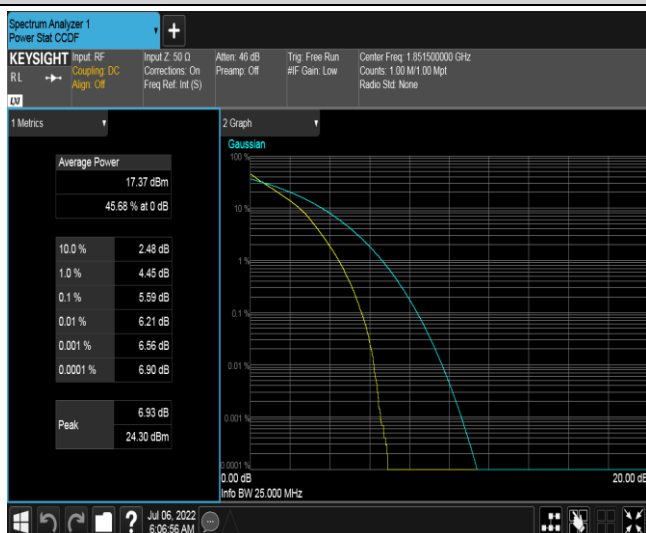 Spectrum Analyzer 1
Power Stat CCDF
+
KEYSIGHT
RL
LXI
Input: RF
Coupling: DC
Align: Off
Input Z: 50 Ω
Corrections: On
Freq Ref: Int (S)
Atten: 46 dB
Preamp: Off
Trig: Free Run
#IF Gain: Low
Center Freq: 1.851500000 GHz
Counts: 1.00 M/1.00 Mpt
Radio Std: None
1 Metrics
Average Power
17.37 dBm
45.68 % at 0 dB
10.0 % 2.48 dB
1.0 % 4.45 dB
0.1 % 5.59 dB
0.01 % 6.21 dB
0.001 % 6.56 dB
0.0001 % 6.90 dB
Peak
6.93 dB
24.30 dBm
2 Graph
Gaussian
100 %
10 %
1 %
0.1 %
0.01 %
0.001 %
0.0001 %
0.00 dB
20.00 dB
Info BW 25.000 MHz
?
Jul 06, 2022
6:06:56 AM